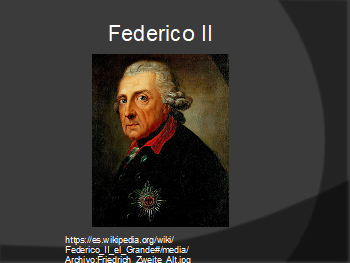 Federico II
https://es.wikipedia.org/wiki/
Federico_II_el_Grande#/media/
Archivo:Friedrich_Zweite_Alt.jpg